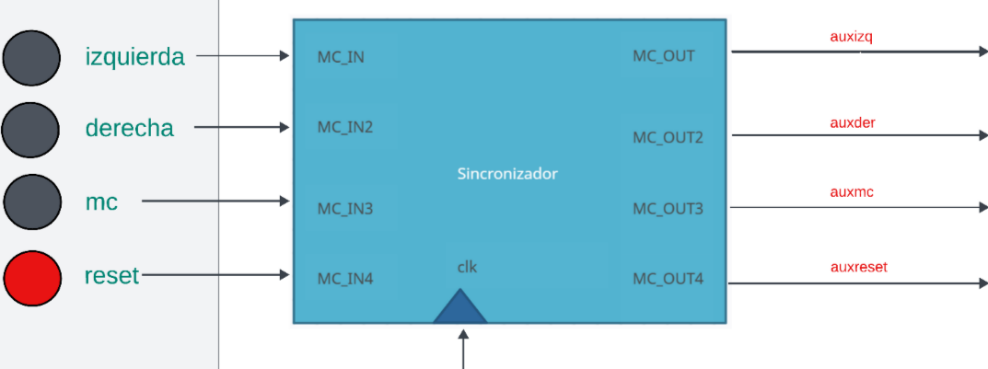 izquierda
MC_IN
MC_OUT
auxizq
derecha
MC_IN2
MC_OUT2
auxder
Sincronizador
mc
MC_IN3
MC_OUT3
auxmc
reset
MC_IN4
clk
MC_OUT4
auxreset